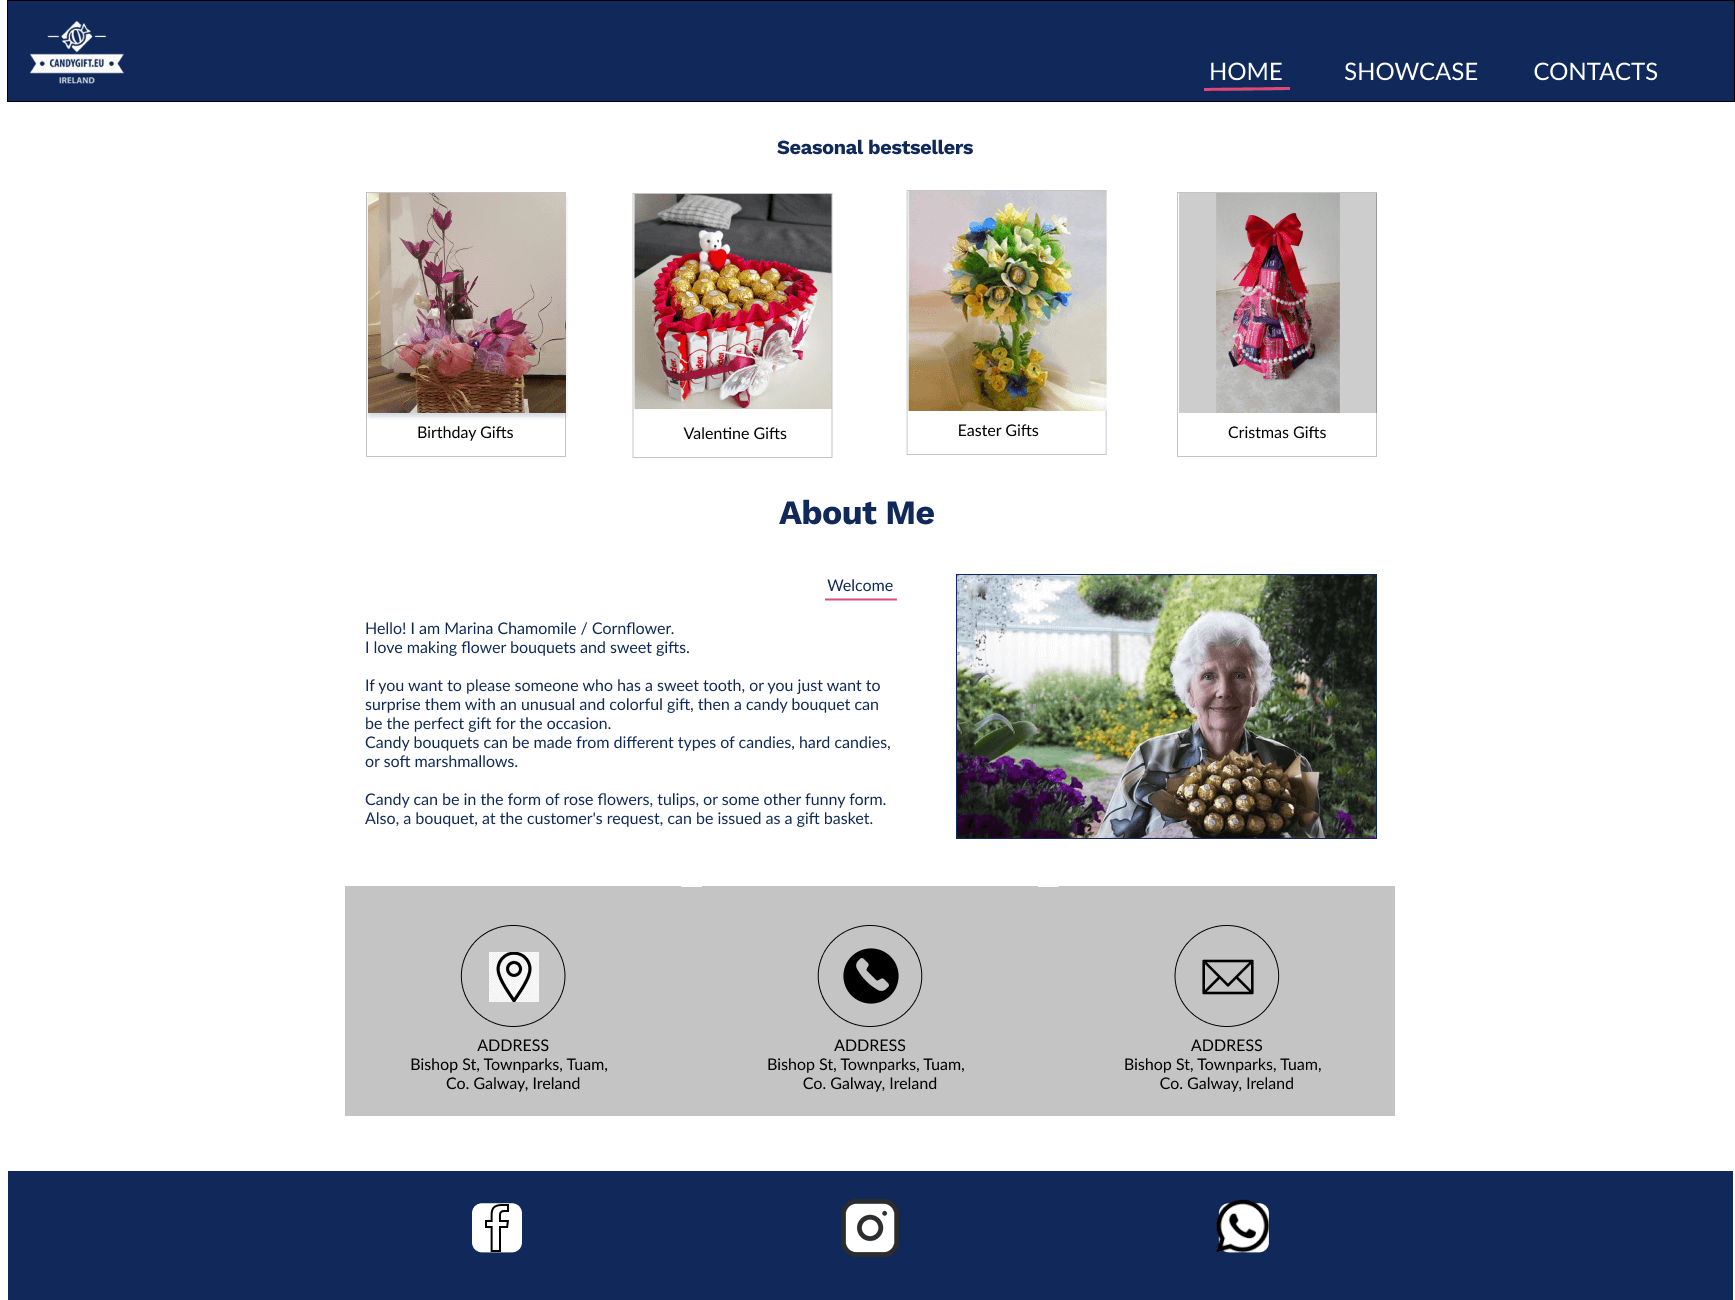 CANDYGIFT.EU
IRELAND
HOME SHOWCASE CONTACTS
Seasonal bestsellers
Birthday Gifts
Valentine Gifts
Easter Gifts
Cristmas Gifts
About Me
Welcome
Hello! I am Marina Chamomile / Cornflower.
I love making flower bouquets and sweet gifts.
If you want to please someone who has a sweet tooth, or you just want to
surprise them with an unusual and colorful gift, then a candy bouquet can
be the perfect gift for the occasion.
Candy bouquets can be made from different types of candies, hard candies,
or soft marshmallows.
Candy can be in the form of rose flowers, tulips, or some other funny form.
Also, a bouquet, at the customer's request, can be issued as a gift basket.
ADDRESS
Bishop St, Townparks, Tuam,
Co. Galway, Ireland
ADDRESS
Bishop St, Townparks, Tuam,
Co. Galway, Ireland
ADDRESS
Bishop St, Townparks, Tuam,
Co. Galway, Ireland